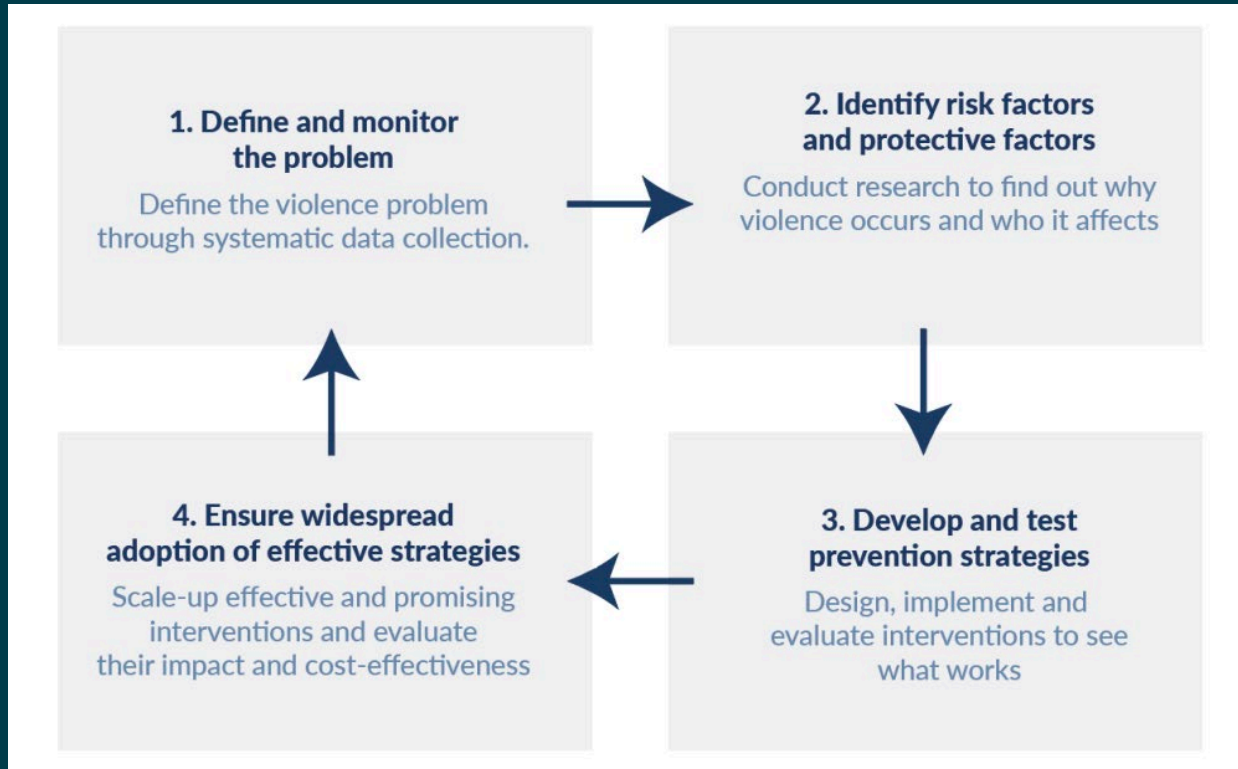 1. Define and monitor
the problem
Define the violence problem
through systematic data collection.
2. Identify risk factors
and protective factors
Conduct research to find out why
violence occurs and who it affects
3. Develop and test
prevention strategies
Design, implement and
evaluate interventions to see
what works
4. Ensure widespread
adoption of effective strategies
Scale-up effective and promising
interventions and evaluate
their impact and cost-effectiveness